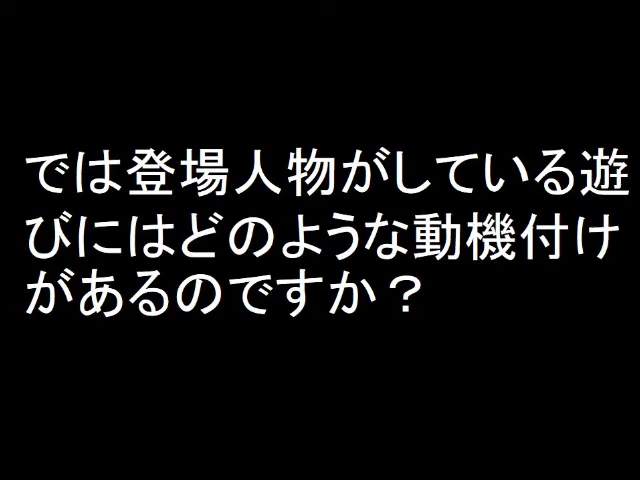 では登場人物がしている遊
びにはどのような動機付け
があるのですか？